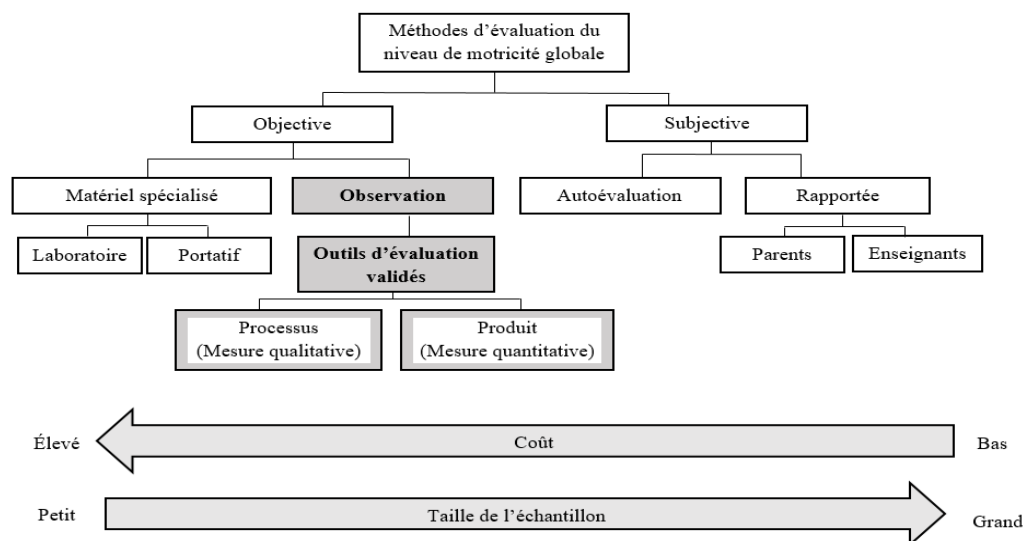 Méthodes d’évaluation du
niveau de motricité globale
Objective
Subjective
Matériel spécialisé
Observation
Autoévaluation
Rapportée
Laboratoire
Portatif
Outils d’évaluation
validés
Parents
Enseignants
Processus
(Mesure qualitative)
Produit
(Mesure quantitative)
Élevé
Coût
Bas
Petit
Taille de l’échantillon
Grand